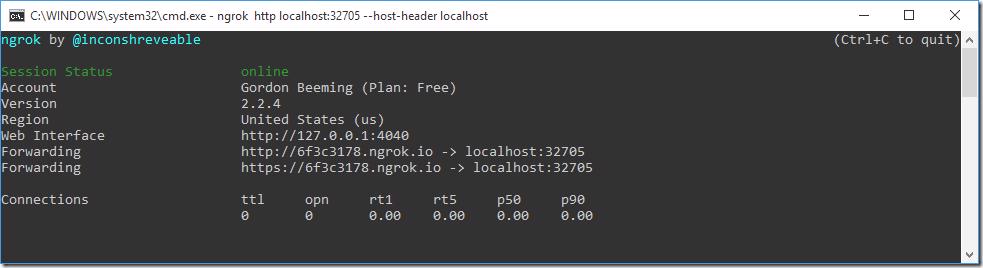 C:\WINDOWS\system32\cmd.exe - ngrok  http localhost:32705 --host-header localhost
ngrok by @inconshreveable (Ctrl+C to quit)
Session Status online
Account Gordon Beeming (Plan: Free)
Version 2.2.4
Region United States (us)
Web Interface http://127.0.0.1:4040
Forwarding http://6f3c3178.ngrok.io -> localhost:32705
Forwarding https://6f3c3178.ngrok.io -> localhost:32705
Connections ttl opn rt1 rt5 p50 p90
0 0 0.00 0.00 0.00 0.00